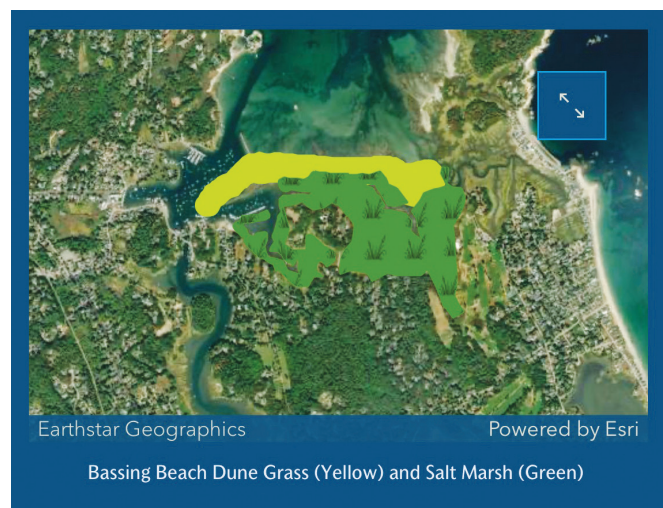 Earthstar Geographics
Powered by Esri
Bassing Beach Dune Grass (Yellow) and Salt Marsh (Green)